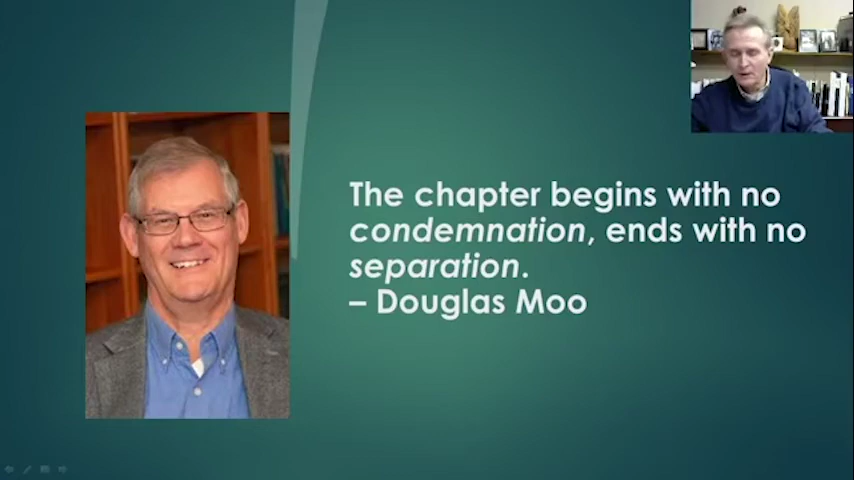 The chapter begins with no
condemnation, ends with no
separation.
– Douglas Moo